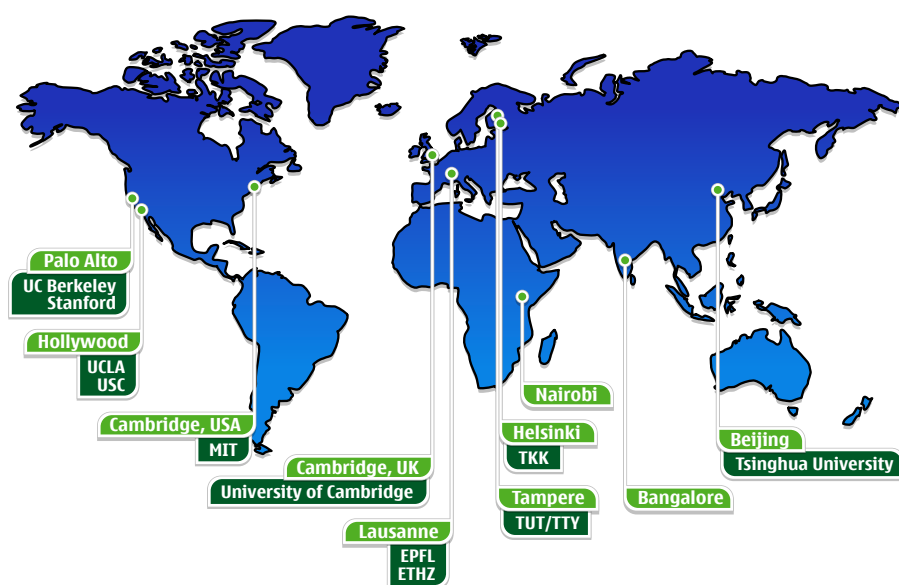 Palo Alto
UC Berkeley
Stanford
Hollywood
UCLA
USC
Cambridge, USA
MIT
Cambridge, UK
University of Cambridge
Lausanne
EPFL
ETHZ
Nairobi
Helsinki
TKK
Tampere
TUT/TTY
Bangalore
Beijing
Tsinghua University